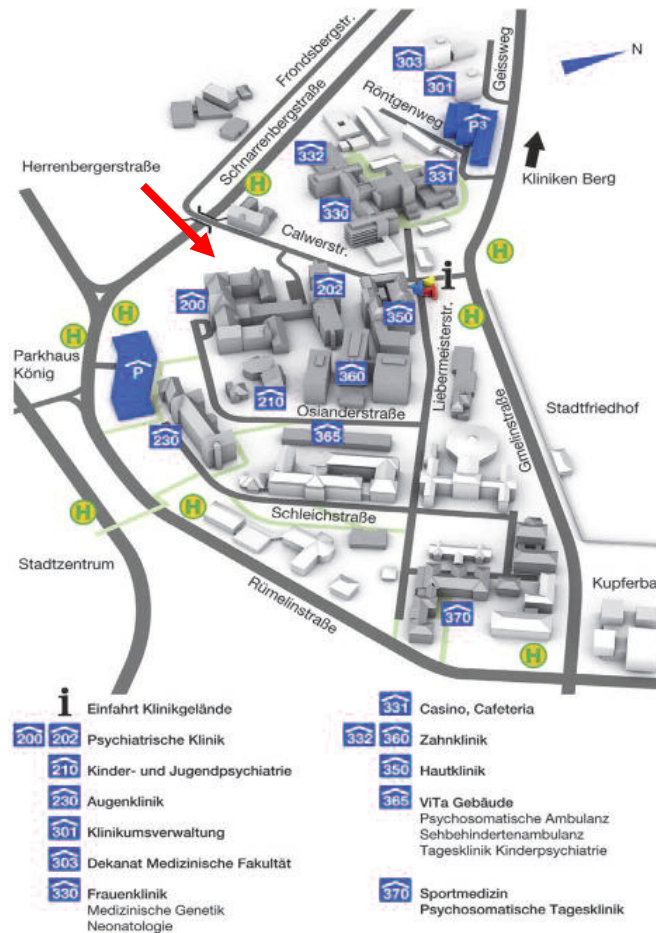 Frondsbergstr.
Schnarrenbergstraße
Geissweg
303
301
Röntgenweg
P3
N
332
331
330
Kliniken Berg
Herrenbergerstraße
H
Calwerstr.
i
H
200
202
350
H
H
H
Parkhaus
König
P
Liebermeisterstr.
360
210
Osianderstraße
Gmelinstraße
Stadtfriedhof
230
365
H
H
Schleichstraße
Stadtzentrum
Rümelinstraße
Kupferba
370
H
i Einfahrt Klinikgelände
200 202 Psychiatrische Klinik
210 Kinder- und Jugendpsychiatrie
230 Augenklinik
301 Klinikumsverwaltung
303 Dekanat Medizinische Fakultät
330 Frauenklinik
Medizinische Genetik
Neonatologie
331 Casino, Cafeteria
332 360 Zahnklinik
350 Hautklinik
365 ViTa Gebäude
Psychosomatische Ambulanz
Sehbehindertenambulanz
Tagesklinik Kinderpsychiatrie
370 Sportmedizin
Psychosomatische Tagesklinik